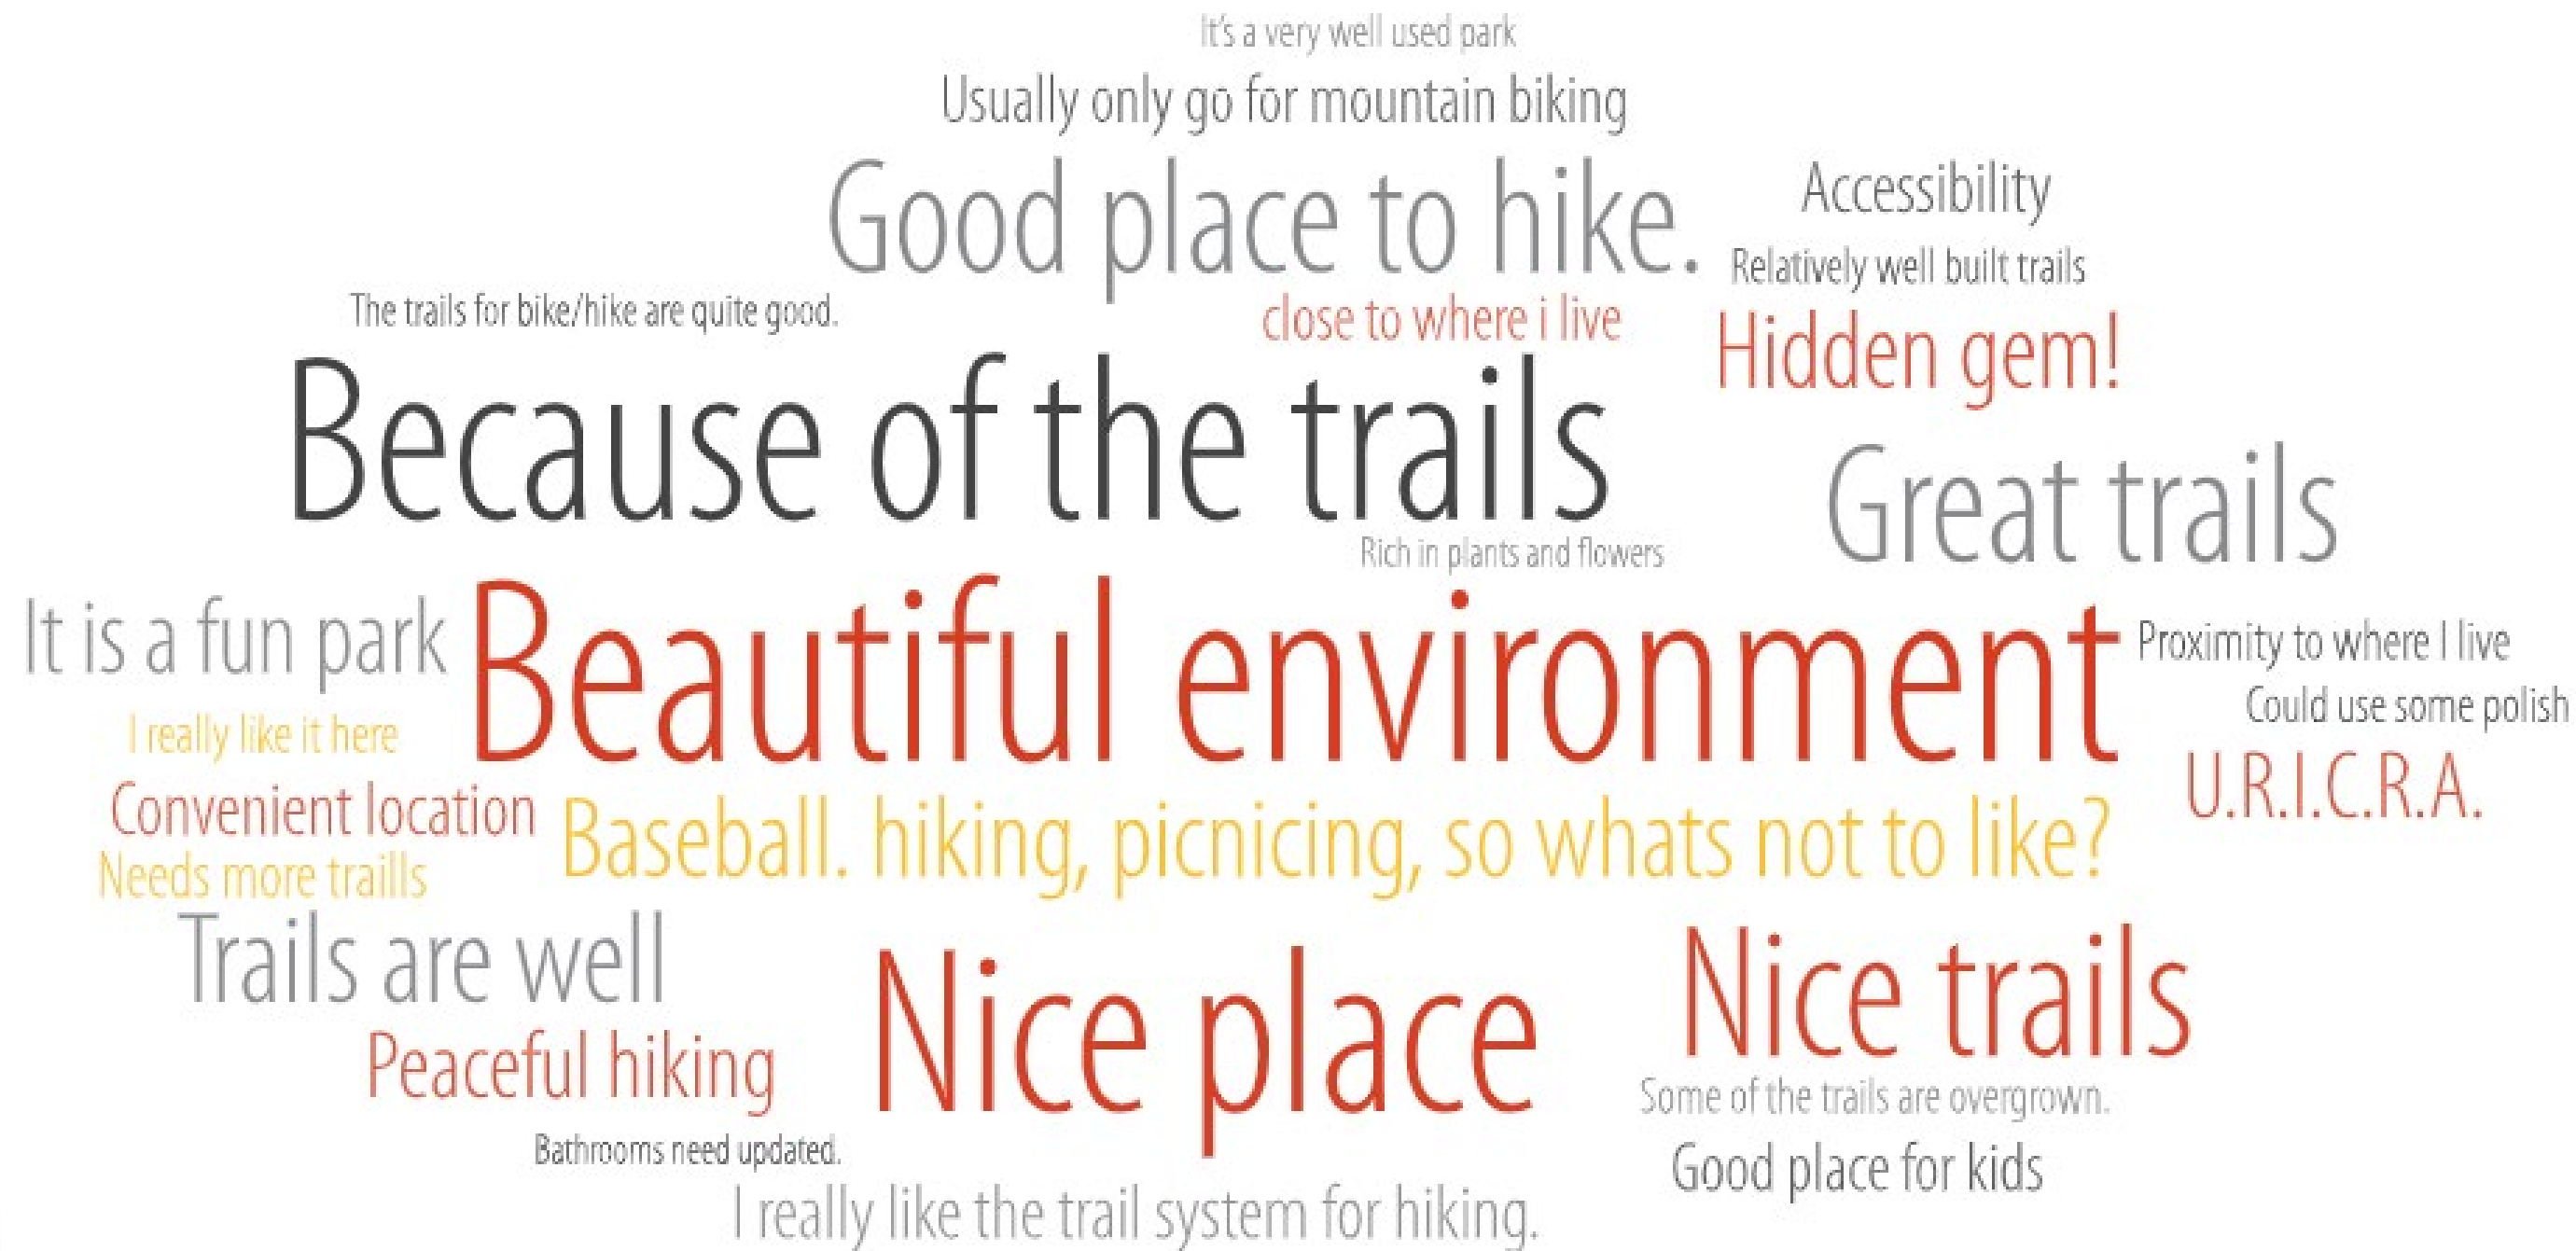 It's a very well used park
Usually only go for mountain biking
Good place to hike.
Accessibility
Relatively well built trails
The trails for bike/hike are quite good.
close to where i live
Hidden gem!
Because of the trails
Great trails
Rich in plants and flowers
It is a fun park
Beautiful environment
Proximity to where I live
Could use some polish
I really like it here
U.R.I.C.R.A.
Convenient location
Baseball. hiking, picnicing, so whats not to like?
Needs more traills
Trails are well
Nice place
Nice trails
Peaceful hiking
Some of the trails are overgrown.
Bathrooms need updated.
Good place for kids
I really like the trail system for hiking.